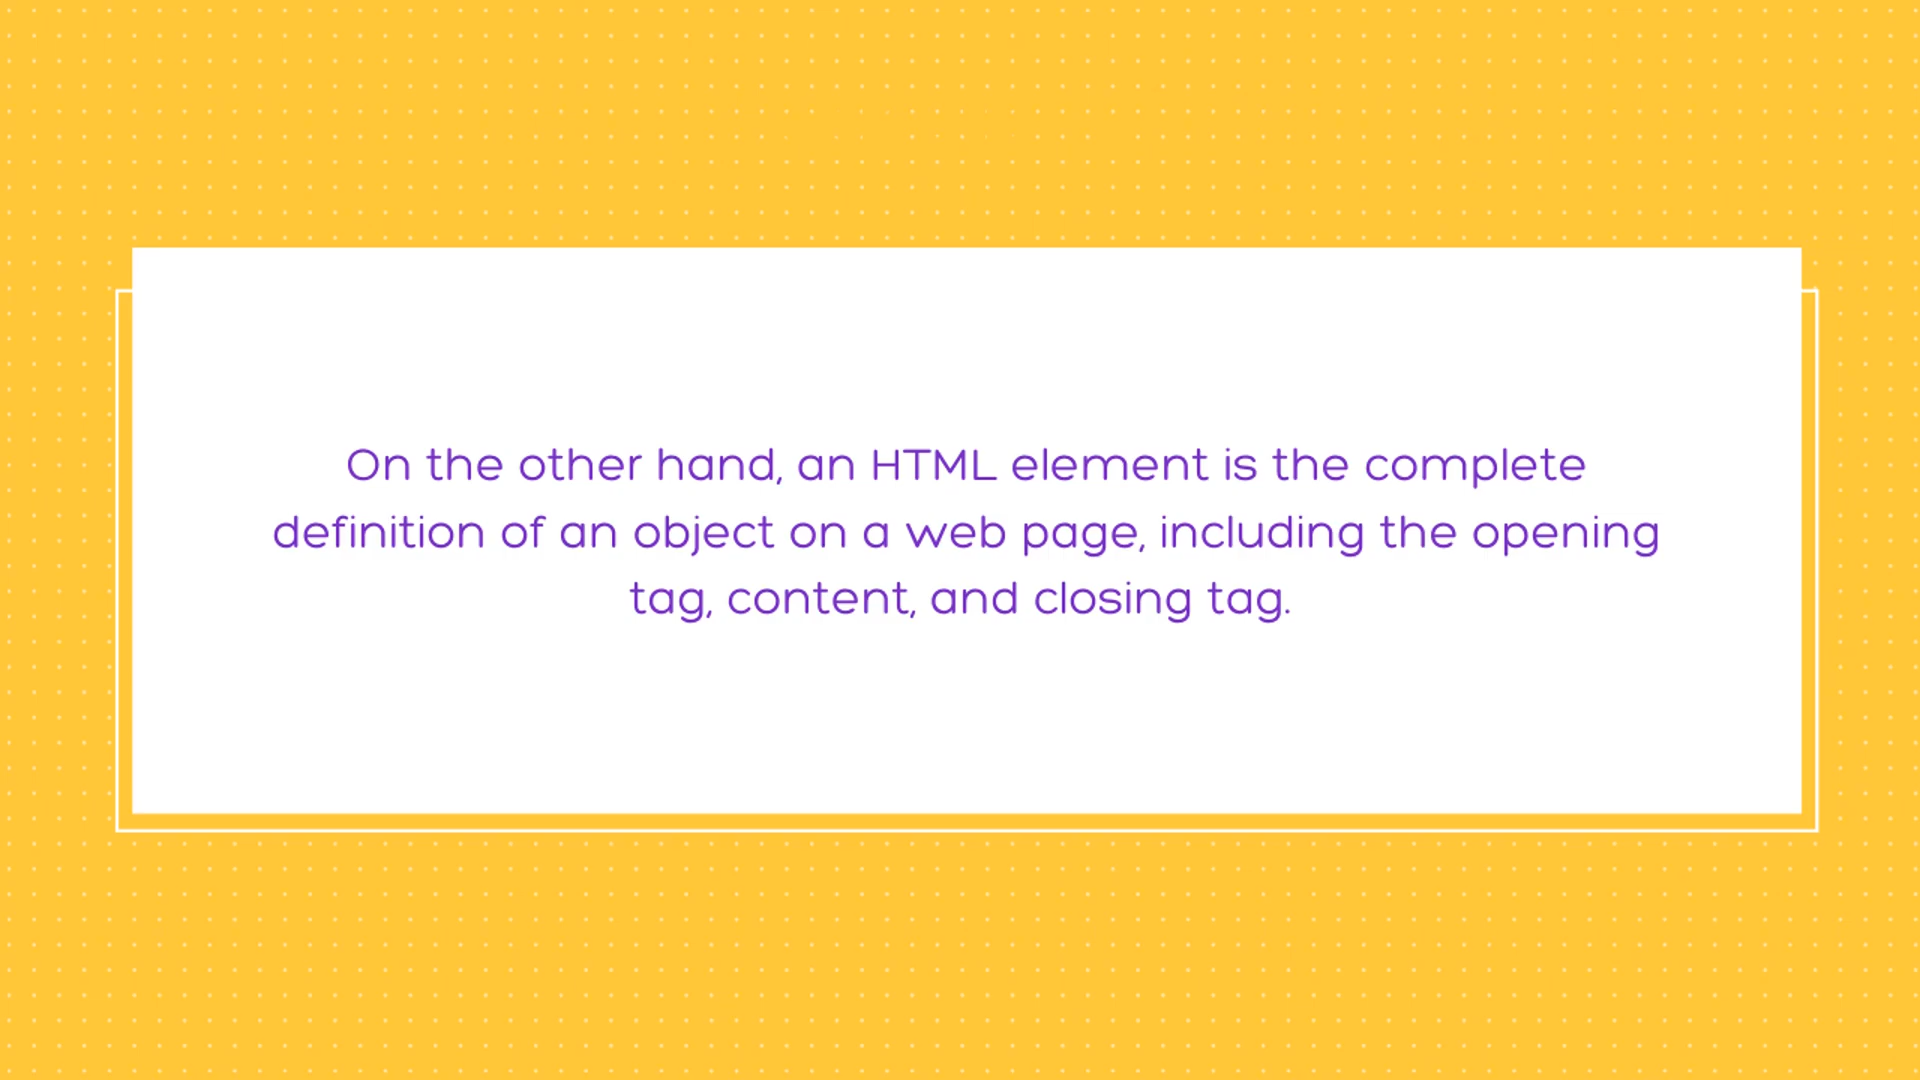 On the other hand, an HTML element is the complete
definition of an object on a web page, including the opening
tag, content, and closing tag.